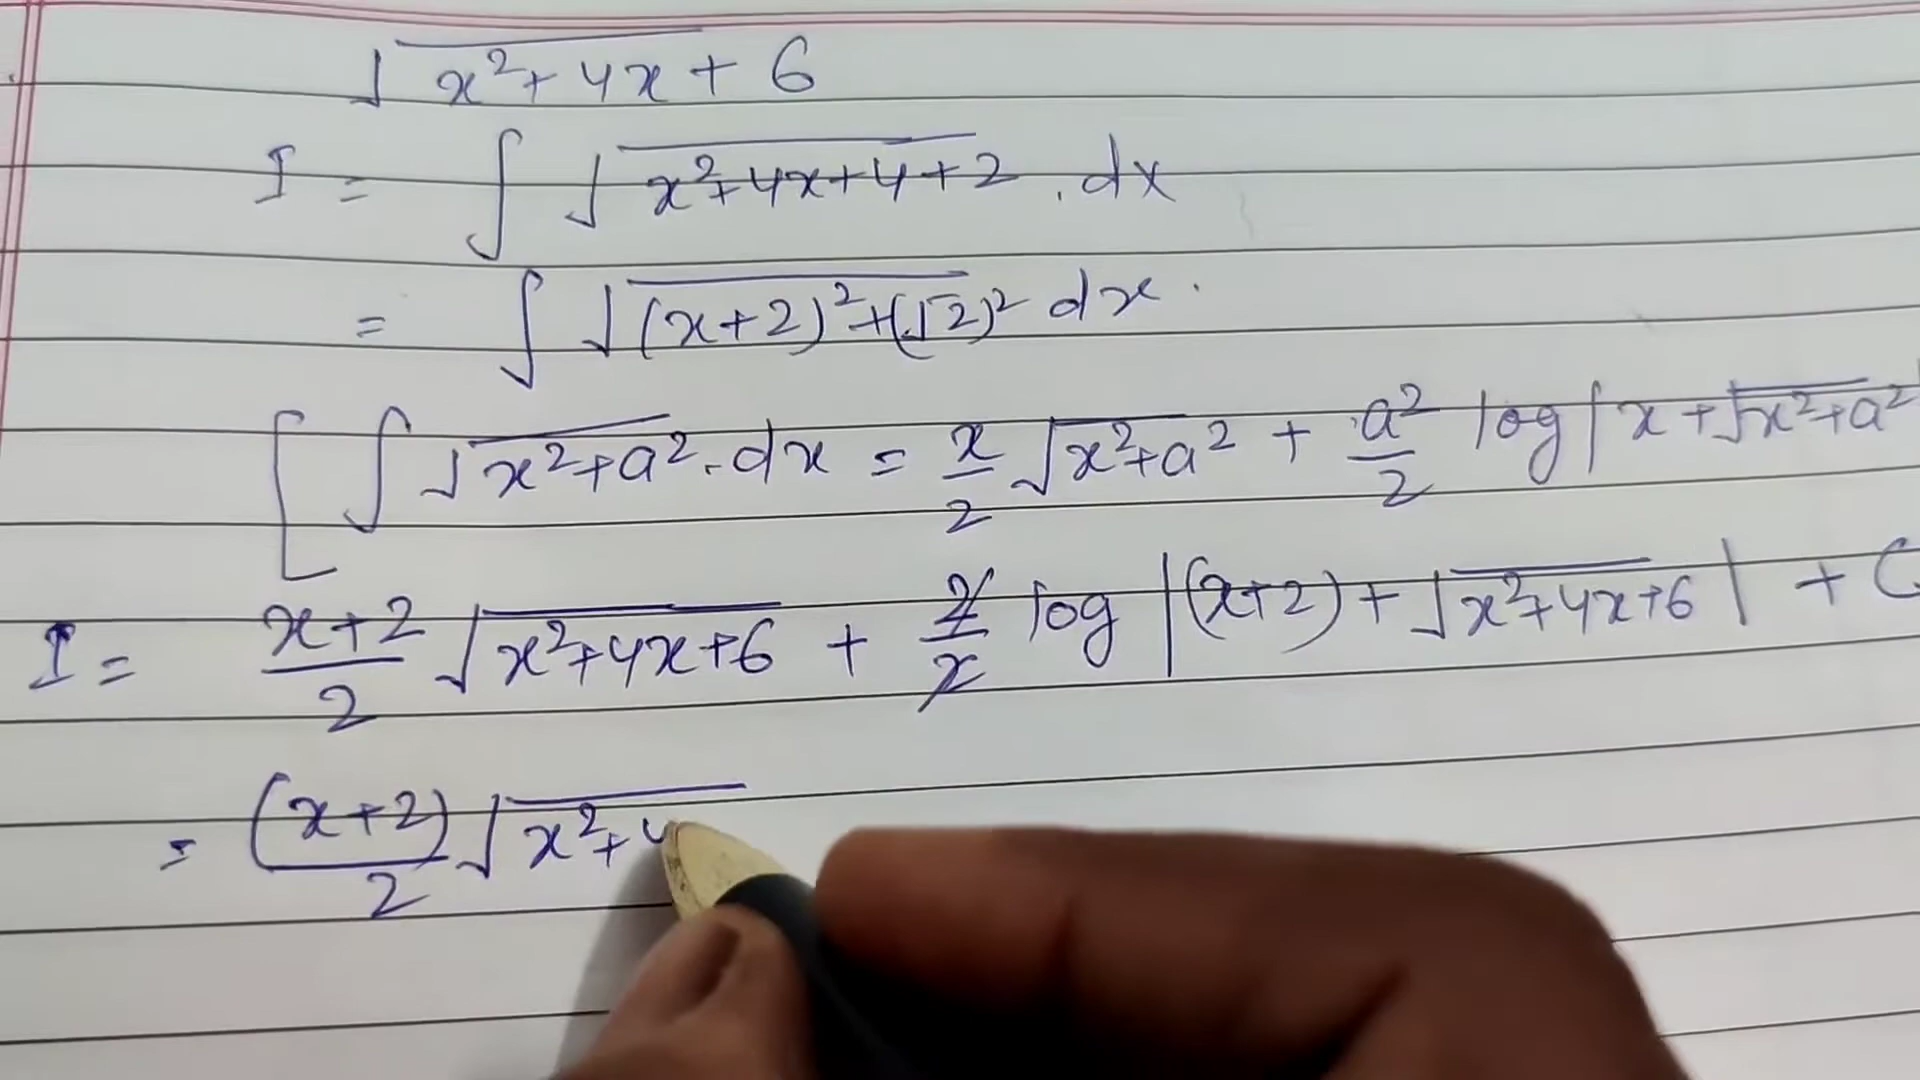 √x²+4x+6
I = ∫ √x²+4x+4+2 . dx
= ∫ √(x+2)²+(√2)² dx .
[ ∫ √x²+a² . dx = x/2 √x²+a² + a²/2 log|x+√x²+a²|
I = x+2/2 √x²+4x+6 + 2/2 log |(x+2)+√x²+4x+6| + C
= (x+2)/2 √x²+4